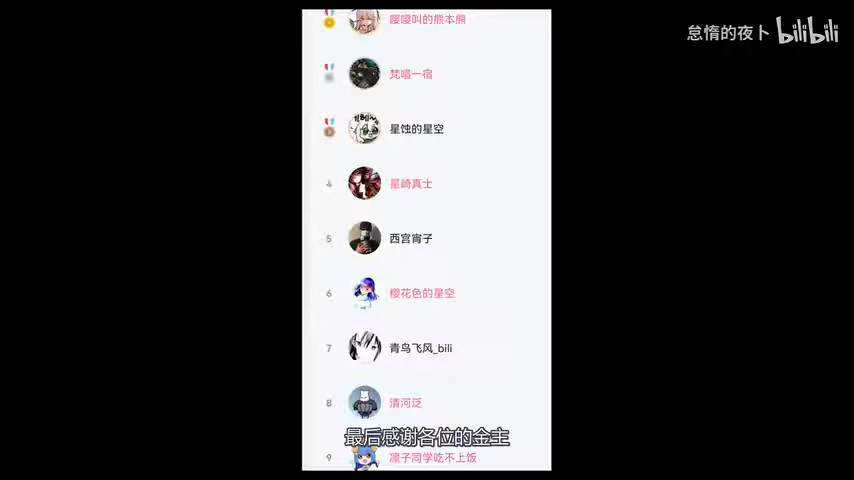 嘤嘤叫的熊本熊
怠惰的夜卜 bilibili
梵唱一宿
星蚀的星空
4 星崎真士
5 西宫宵子
6 樱花色的星空
7 青鸟飞风_bili
8 清河泛
最后感谢各位的金主
9 凛子同学吃不上饭